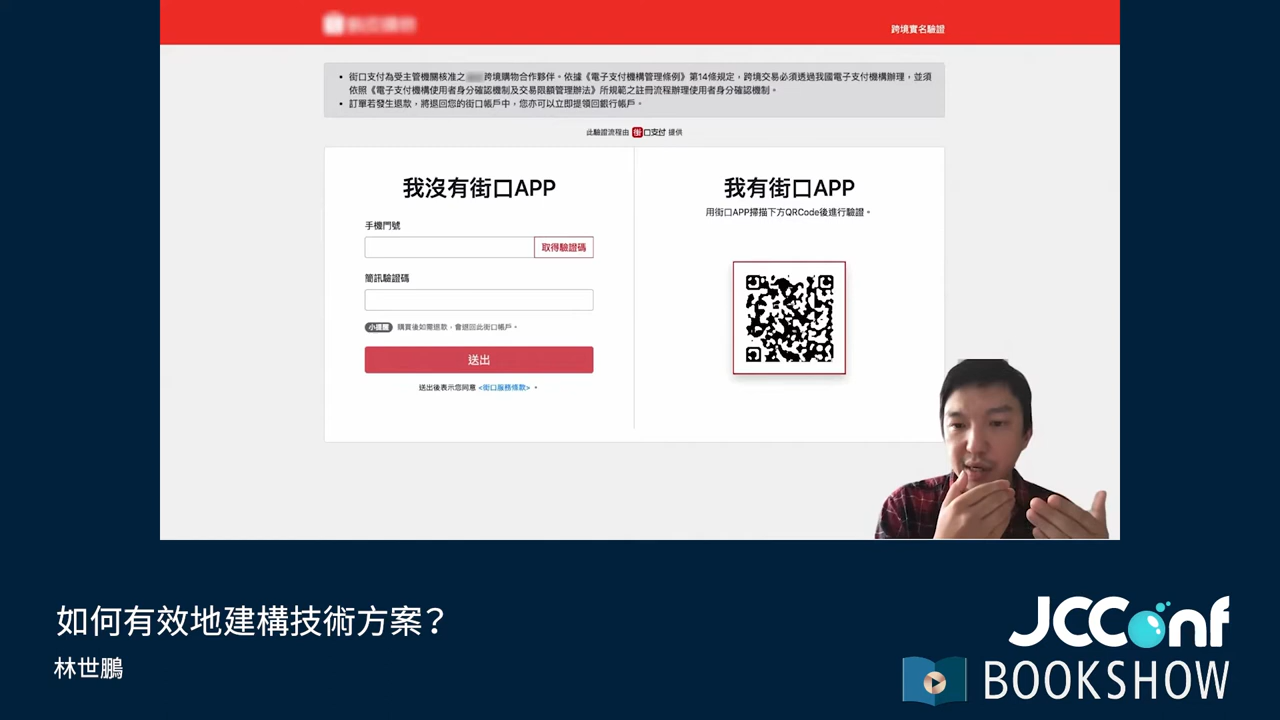 跨境實名驗證
街口支付為受主管機關核准之 跨境購物合作夥伴。依據《電子支付機構管理條例》第14條規定，跨境交易必須透過我國電子支付機構辦理，並須
依照《電子支付機構使用者身分確認機制及交易限額管理辦法》所規範之註冊流程辦理使用者身分確認機制。
訂單若發生退款，將退回您的街口帳戶中，您亦可以立即提領回銀行帳戶。
此驗證流程由 街口支付 提供
我沒有街口APP
手機門號
取得驗證碼
簡訊驗證碼
小提醒 購買後如需退款，會退回此街口帳戶。
送出
送出後表示您同意 <街口服務條款> 。
我有街口APP
用街口APP掃描下方QRCode後進行驗證。
如何有效地建構技術方案？
林世鵬
JCConf
BOOKSHOW